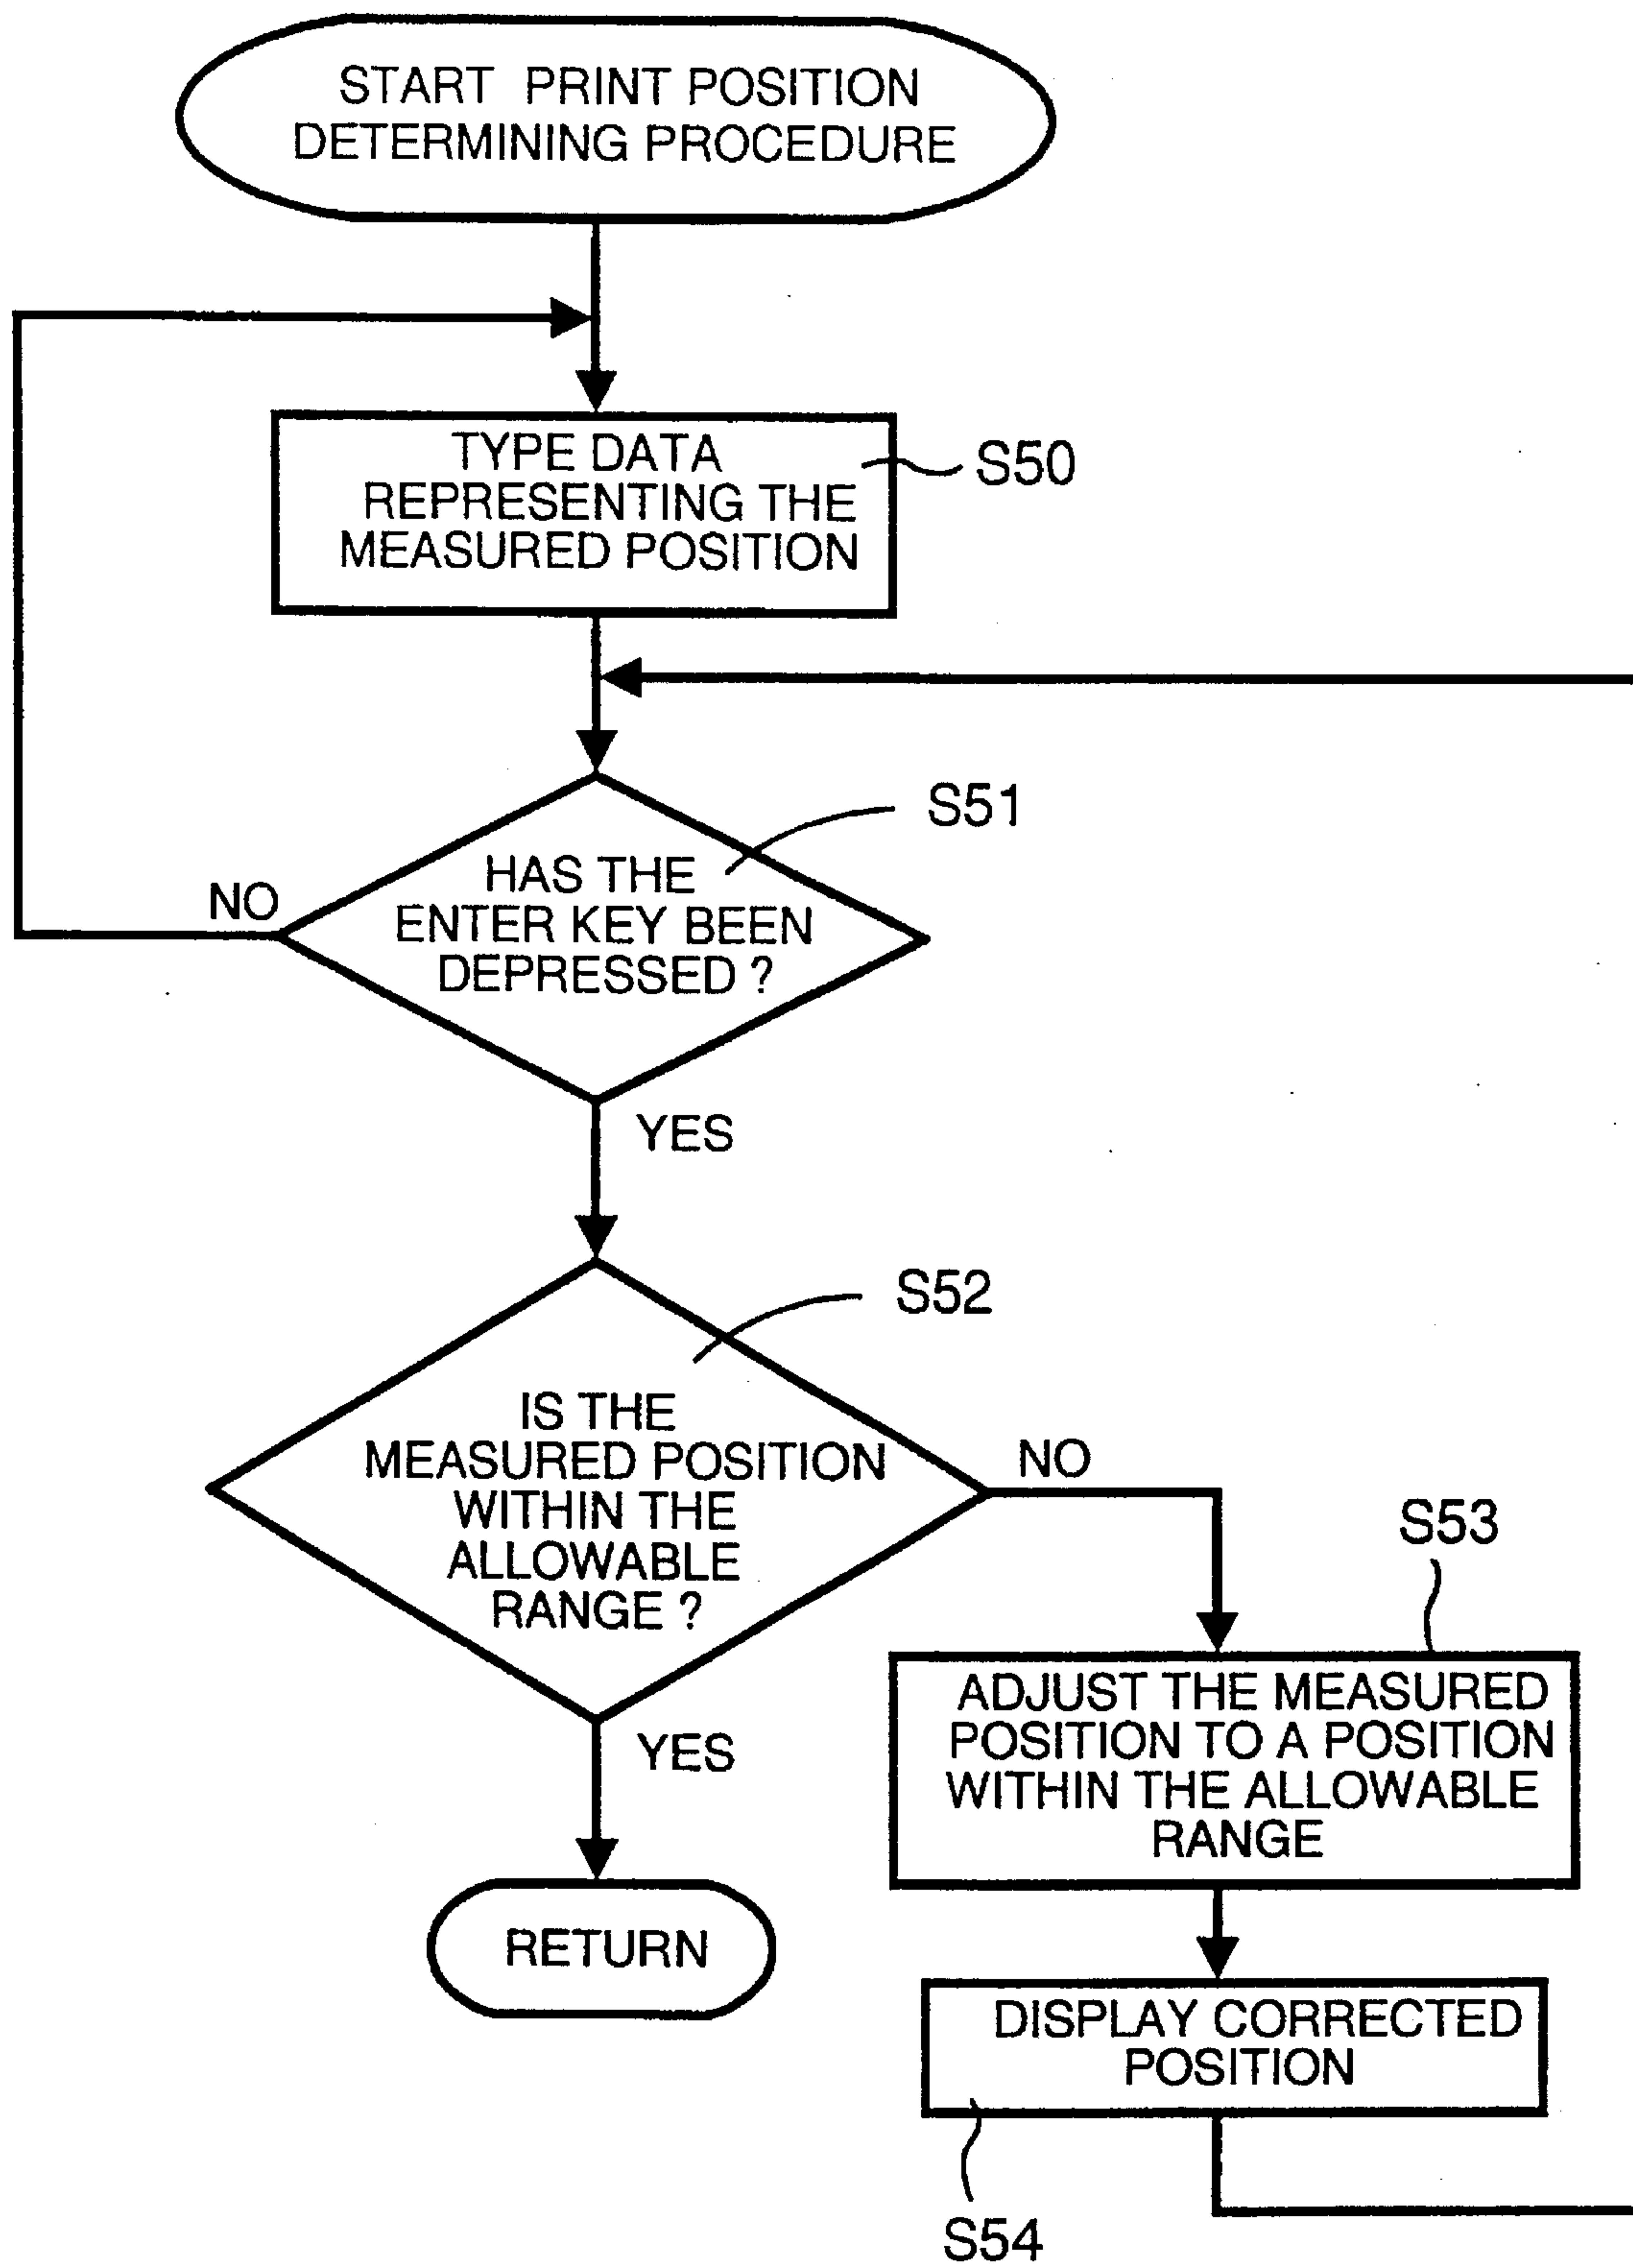 START PRINT POSITION
DETERMINING PROCEDURE
TYPE DATA
REPRESENTING THE
MEASURED POSITION
S50
S51
HAS THE
ENTER KEY BEEN
DEPRESSED ?
NO
YES
S52
IS THE
MEASURED POSITION
WITHIN THE
ALLOWABLE
RANGE ?
NO
YES
S53
ADJUST THE MEASURED
POSITION TO A POSITION
WITHIN THE ALLOWABLE
RANGE
RETURN
DISPLAY CORRECTED
POSITION
S54